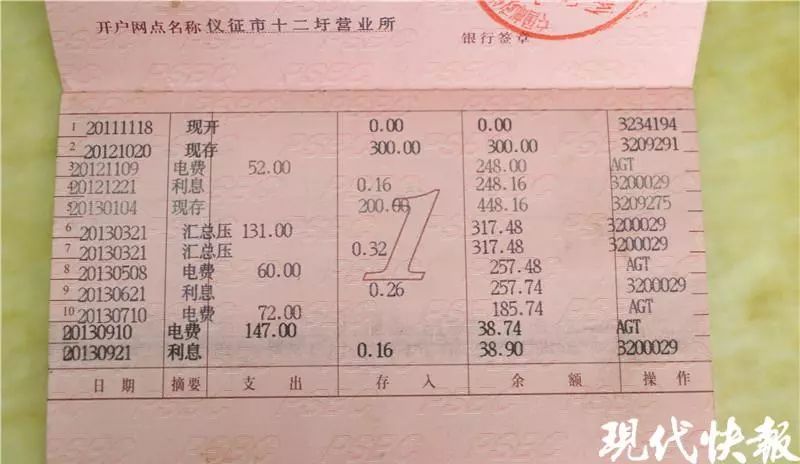 开户网点名称 仪征市十二圩营业所
银行签章
1 20111118 现开 0.00 0.00 3234194
2 20121020 现存 300.00 300.00 3209291
3 20121109 电费 52.00 248.00 AGT
4 20121221 利息 0.16 248.16 3200029
5 20130104 现存 200.00 448.16 3209275
6 20130321 汇总压 131.00 317.48 3200029
7 20130321 汇总压 0.32 317.48 3200029
8 20130508 电费 60.00 257.48 AGT
9 20130621 利息 0.26 257.74 3200029
10 20130710 电费 72.00 185.74 AGT
20130910 电费 147.00 38.74 AGT
20130921 利息 0.16 38.90 3200029
1
日期 摘要 支出 存入 余额 操作
PSBC
现代快报